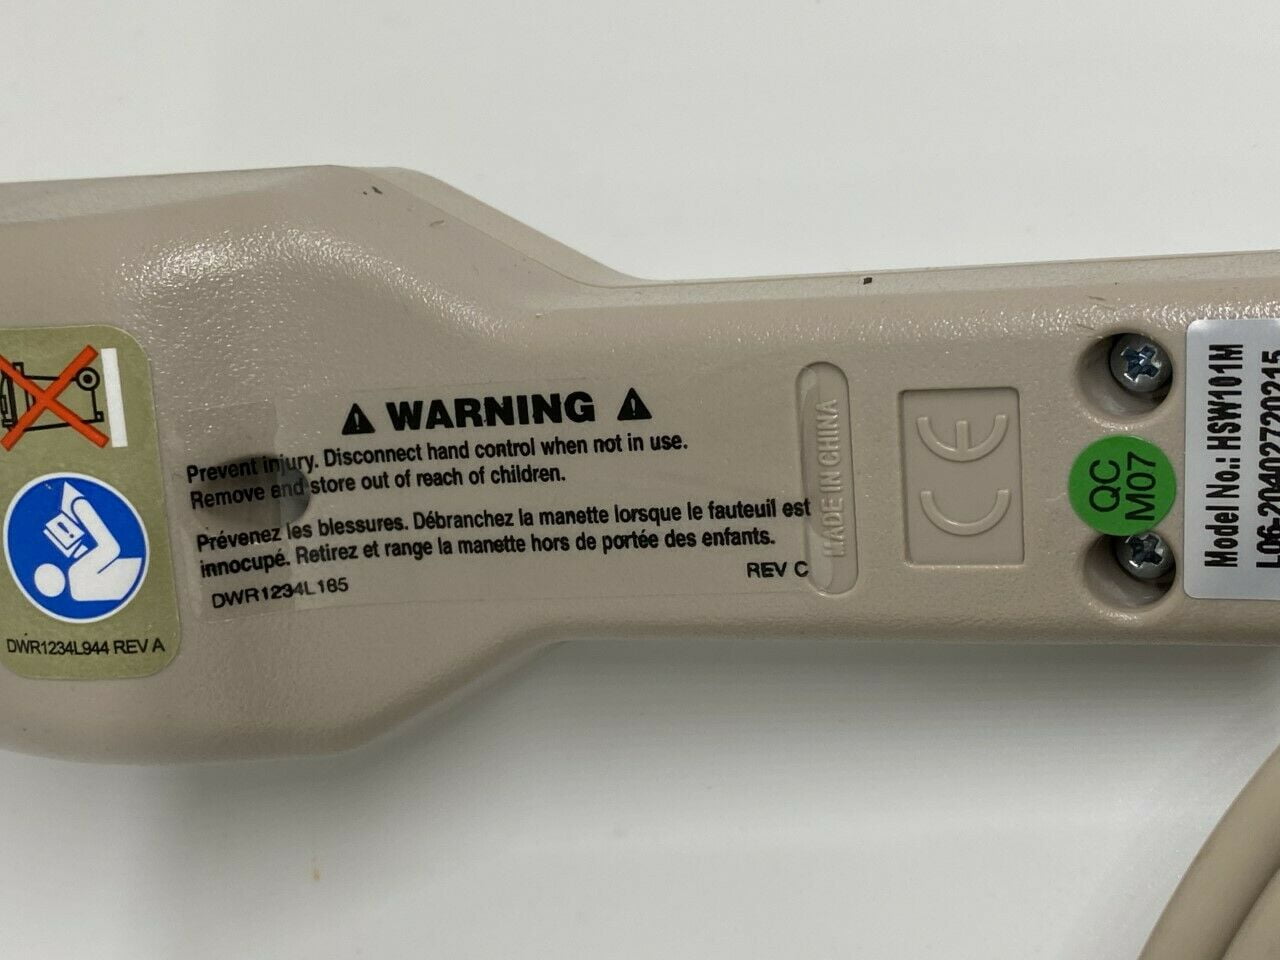 WARNING
Prevent injury. Disconnect hand control when not in use.
Remove and store out of reach of children.
Prévenez les blessures. Débranchez la manette lorsque le fauteuil est
innocupé. Retirez et range la manette hors de portée des enfants.
DWR1234L185
REV C
DWR1234L944 REV A
MADE IN CHINA
CE
QC
M07
Model No.: HSW101M
L06-204027720215